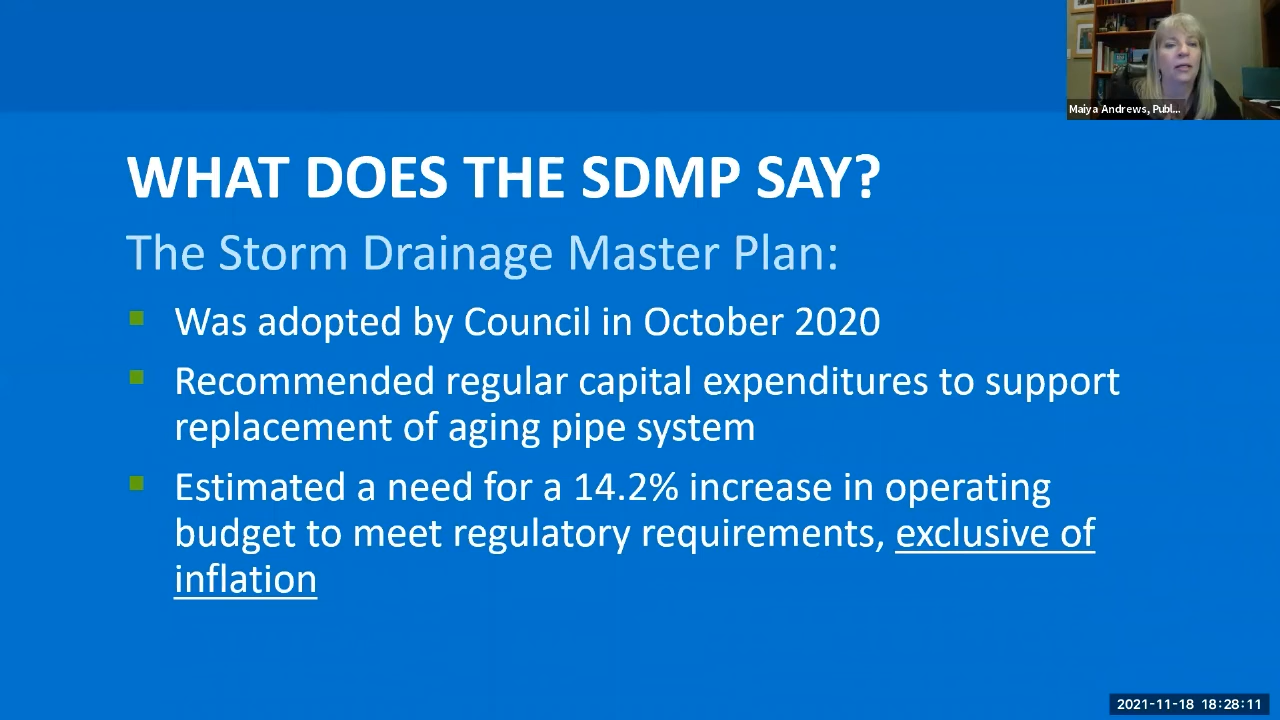 Maiya Andrews, Publ...
WHAT DOES THE SDMP SAY?
The Storm Drainage Master Plan:
Was adopted by Council in October 2020
Recommended regular capital expenditures to support
replacement of aging pipe system
Estimated a need for a 14.2% increase in operating
budget to meet regulatory requirements, exclusive of
inflation
2021-11-18 18:28:11